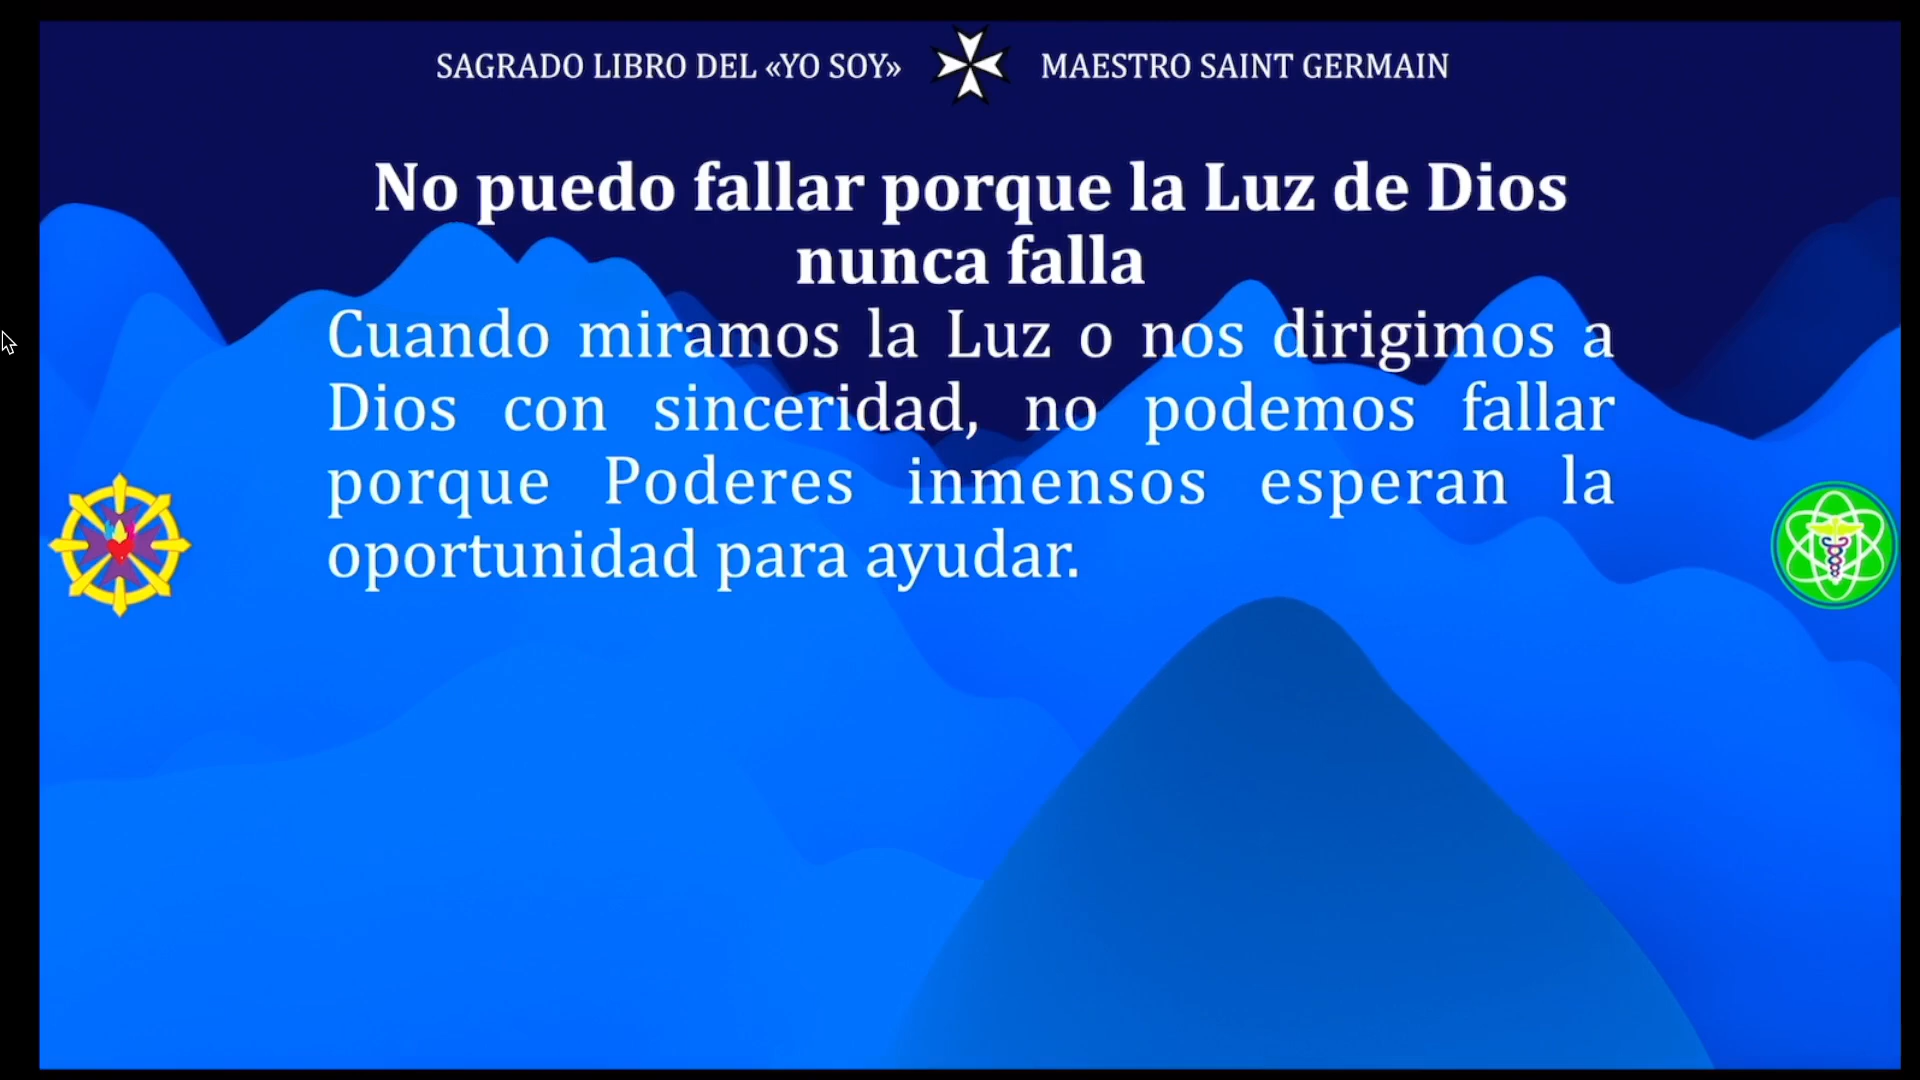 SAGRADO LIBRO DEL «YO SOY» MAESTRO SAINT GERMAIN
No puedo fallar porque la Luz de Dios
nunca falla
Cuando miramos la Luz o nos dirigimos a
Dios con sinceridad, no podemos fallar
porque Poderes inmensos esperan la
oportunidad para ayudar.